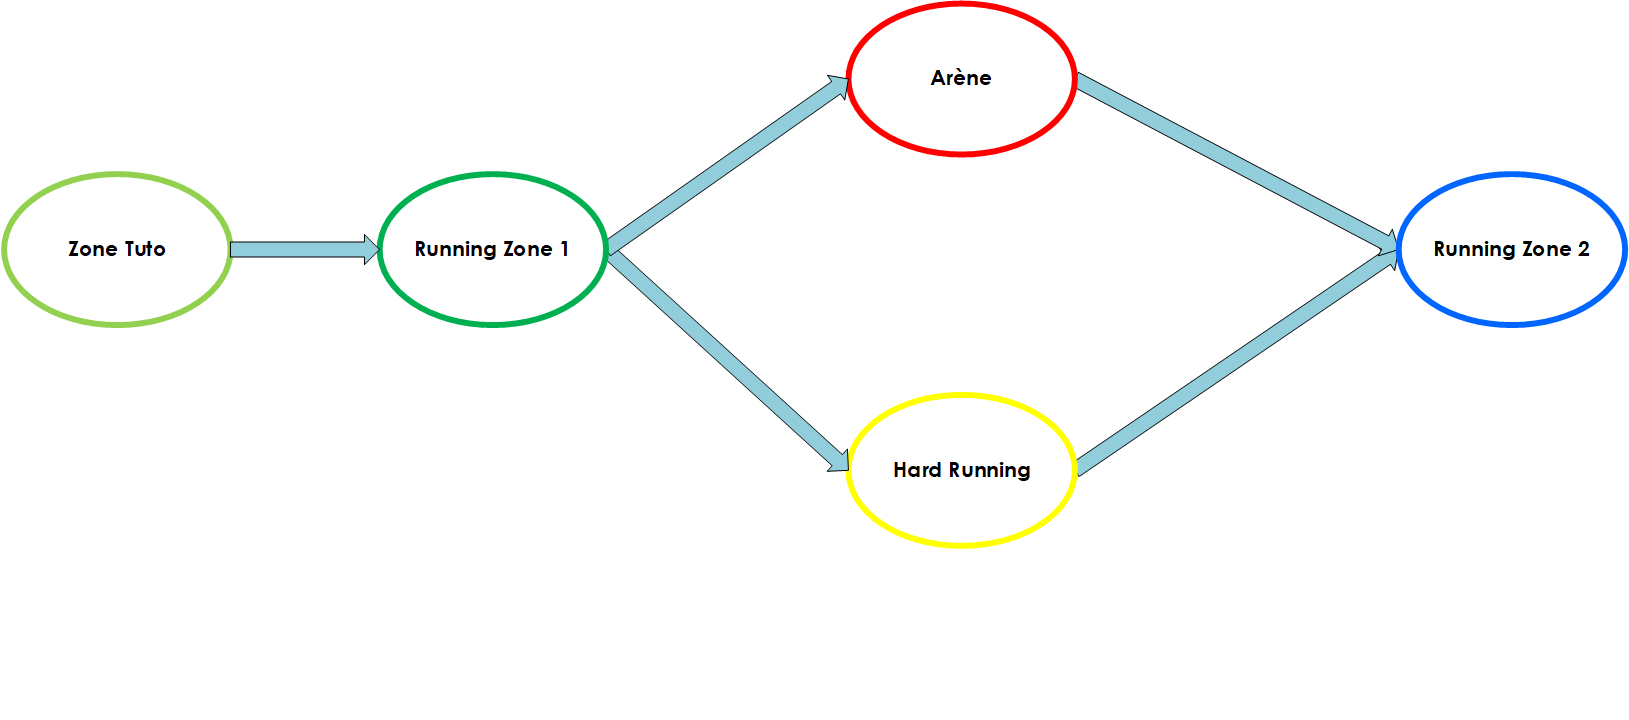 Arène
Zone Tuto
Running Zone 1
Running Zone 2
Hard Running